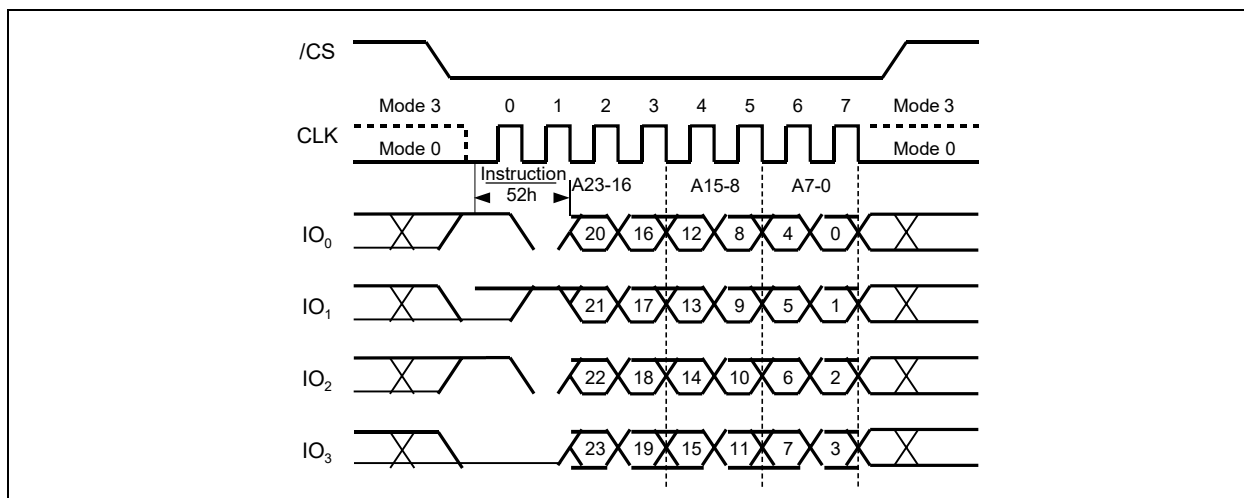 /CS
Mode 3 0 1 2 3 4 5 6 7 Mode 3
CLK
Mode 0 Mode 0
Instruction A23-16 A15-8 A7-0
52h
IO0 20 16 12 8 4 0
IO1 21 17 13 9 5 1
IO2 22 18 14 10 6 2
IO3 23 19 15 11 7 3